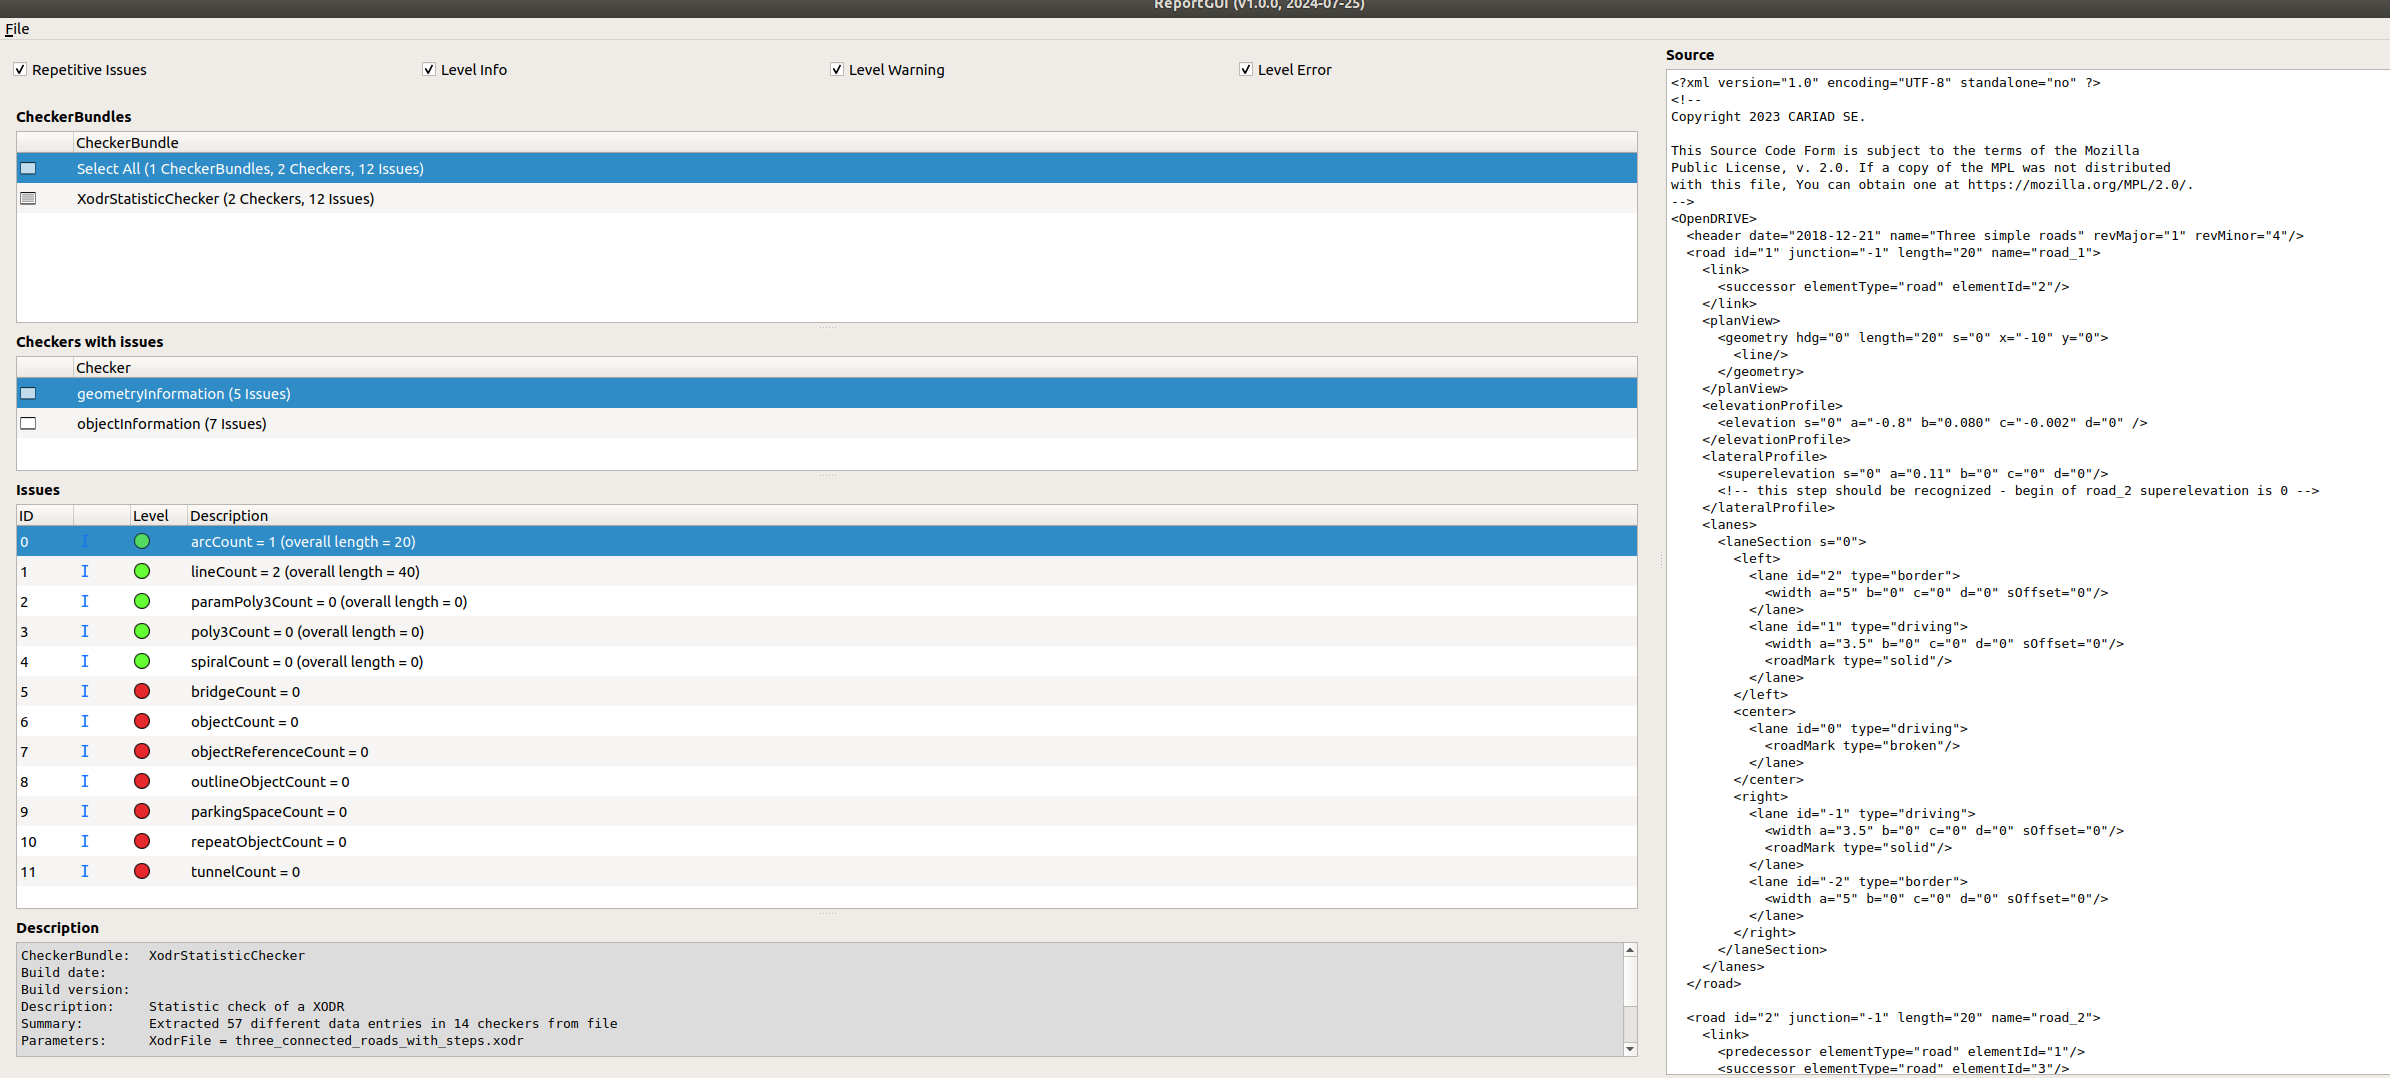 ReportGUI (v1.0.0, 2024-07-25)
File
Repetitive Issues
Level Info
Level Warning
Level Error
CheckerBundles
CheckerBundle
Select All (1 CheckerBundles, 2 Checkers, 12 Issues)
XodrStatisticChecker (2 Checkers, 12 Issues)
Checkers with issues
Checker
geometryInformation (5 Issues)
objectInformation (7 Issues)
Issues
ID Level Description
0 I arcCount = 1 (overall length = 20)
1 I lineCount = 2 (overall length = 40)
2 I paramPoly3Count = 0 (overall length = 0)
3 I poly3Count = 0 (overall length = 0)
4 I spiralCount = 0 (overall length = 0)
5 I bridgeCount = 0
6 I objectCount = 0
7 I objectReferenceCount = 0
8 I outlineObjectCount = 0
9 I parkingSpaceCount = 0
10 I repeatObjectCount = 0
11 I tunnelCount = 0
Description
CheckerBundle: XodrStatisticChecker
Build date:
Build version:
Description: Statistic check of a XODR
Summary: Extracted 57 different data entries in 14 checkers from file
Parameters: XodrFile = three_connected_roads_with_steps.xodr
Source
<?xml version="1.0" encoding="UTF-8" standalone="no" ?>
<!--
Copyright 2023 CARIAD SE.
This Source Code Form is subject to the terms of the Mozilla
Public License, v. 2.0. If a copy of the MPL was not distributed
with this file, You can obtain one at https://mozilla.org/MPL/2.0/.
-->
<OpenDRIVE>
<header date="2018-12-21" name="Three simple roads" revMajor="1" revMinor="4"/>
<road id="1" junction="-1" length="20" name="road_1">
<link>
<successor elementType="road" elementId="2"/>
</link>
<planView>
<geometry hdg="0" length="20" s="0" x="-10" y="0">
<line/>
</geometry>
</planView>
<elevationProfile>
<elevation s="0" a="-0.8" b="0.080" c="-0.002" d="0" />
</elevationProfile>
<lateralProfile>
<superelevation s="0" a="0.11" b="0" c="0" d="0"/>
<!-- this step should be recognized - begin of road_2 superelevation is 0 -->
</lateralProfile>
<lanes>
<laneSection s="0">
<left>
<lane id="2" type="border">
<width a="5" b="0" c="0" d="0" sOffset="0"/>
</lane>
<lane id="1" type="driving">
<width a="3.5" b="0" c="0" d="0" sOffset="0"/>
<roadMark type="solid"/>
</lane>
</left>
<center>
<lane id="0" type="driving">
<roadMark type="broken"/>
</lane>
</center>
<right>
<lane id="-1" type="driving">
<width a="3.5" b="0" c="0" d="0" sOffset="0"/>
<roadMark type="solid"/>
</lane>
<lane id="-2" type="border">
<width a="5" b="0" c="0" d="0" sOffset="0"/>
</lane>
</right>
</laneSection>
</lanes>
</road>
<road id="2" junction="-1" length="20" name="road_2">
<link>
<predecessor elementType="road" elementId="1"/>
<successor elementType="road" elementId="3"/>